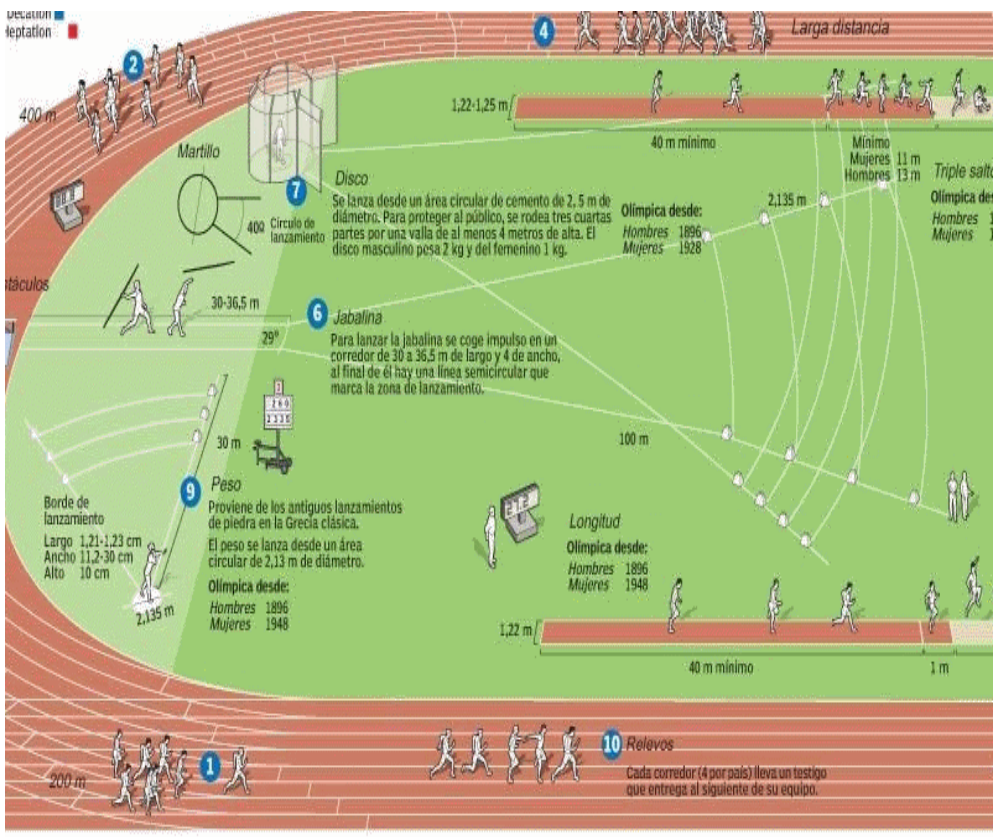 Heptatlon
4
Larga distancia
2
400 m
1,22-1,25 m
40 m mínimo
Mínimo
Mujeres 11 m
Hombres 13 m
Triple salto
Martillo
40º
Círculo de
lanzamiento
7
Disco
Se lanza desde un área circular de cemento de 2, 5 m de
diámetro. Para proteger al público, se rodea tres cuartas
partes por una valla de al menos 4 metros de alta. El
disco masculino pesa 2 kg y del femenino 1 kg.
Olímpica desde:
Hombres 1896
Mujeres 1928
2,135 m
Olímpica des
Hombres 1
Mujeres 1
stáculos
30-36,5 m
29º
6
Jabalina
Para lanzar la jabalina se coge impulso en un
corredor de 30 a 36,5 m de largo y 4 de ancho,
al final de él hay una línea semicircular que
marca la zona de lanzamiento.
30 m
100 m
9
Peso
Proviene de los antiguos lanzamientos
de piedra en la Grecia clásica.
El peso se lanza desde un área
circular de 2,13 m de diámetro.
Olímpica desde:
Hombres 1896
Mujeres 1948
Borde de
lanzamiento
Largo 1,21-1,23 cm
Ancho 11,2-30 cm
Alto 10 cm
2,135 m
27.2
Longitud
Olímpica desde:
Hombres 1896
Mujeres 1948
1,22 m
40 m mínimo
1 m
200 m
1
10
Relevos
Cada corredor (4 por país) lleva un testigo
que entrega al siguiente de su equipo.